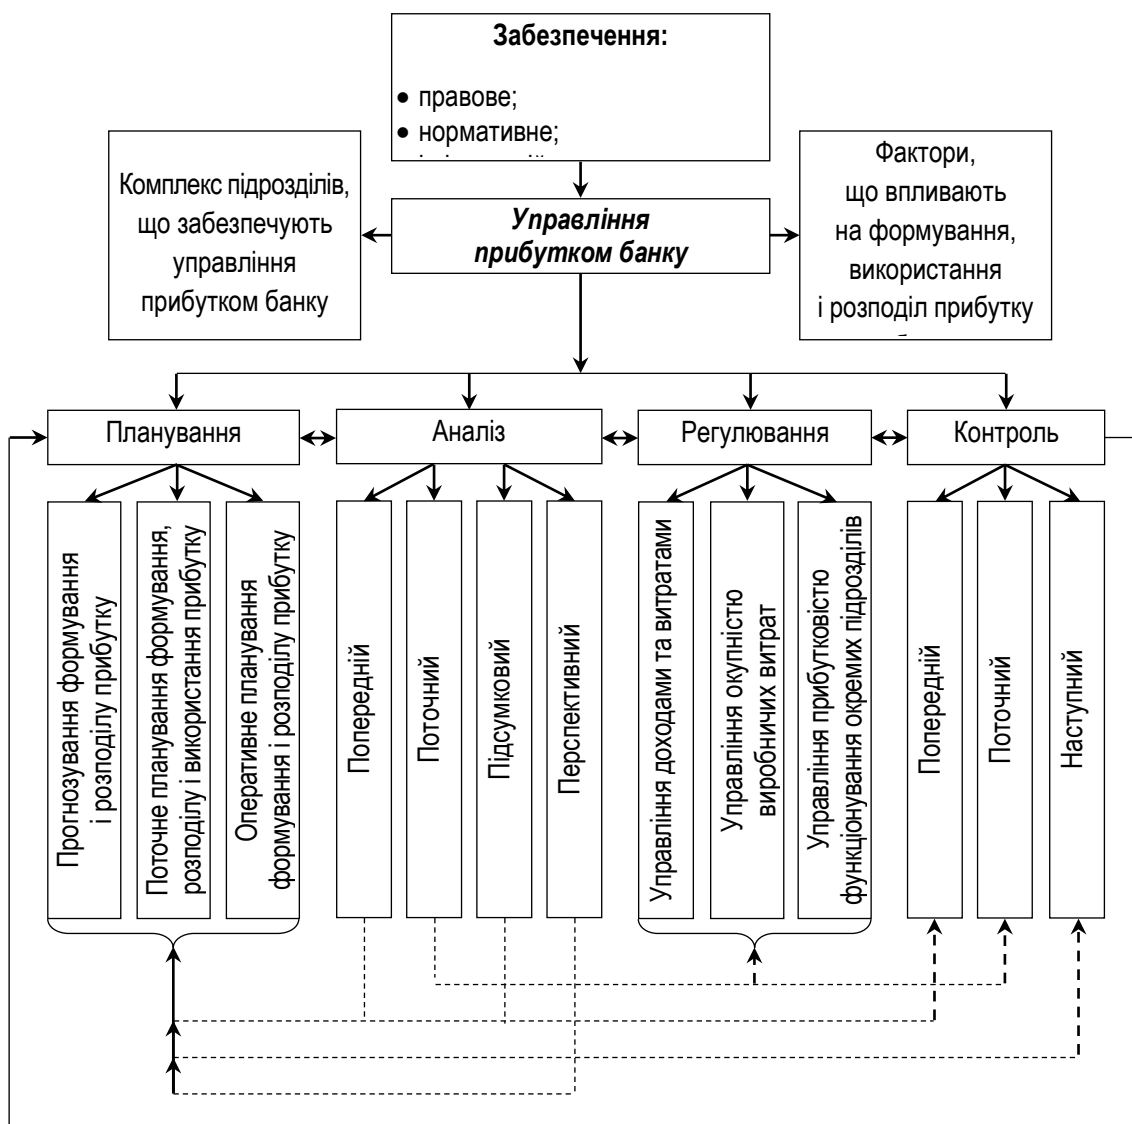 Забезпечення:
• правове;
• нормативне;
Комплекс підрозділів,
що забезпечують
управління
прибутком банку
Управління
прибутком банку
Фактори,
що впливають
на формування,
використання
і розподіл прибутку
Планування
Аналіз
Регулювання
Контроль
Прогнозування формування
і розподілу прибутку
Поточне планування формування,
розподілу і використання прибутку
Оперативне планування
формування і розподілу прибутку
Попередній
Поточний
Підсумковий
Перспективний
Управління доходами та витратами
Управління окупністю
виробничих витрат
Управління прибутковістю
функціонування окремих підрозділів
Попередній
Поточний
Наступний